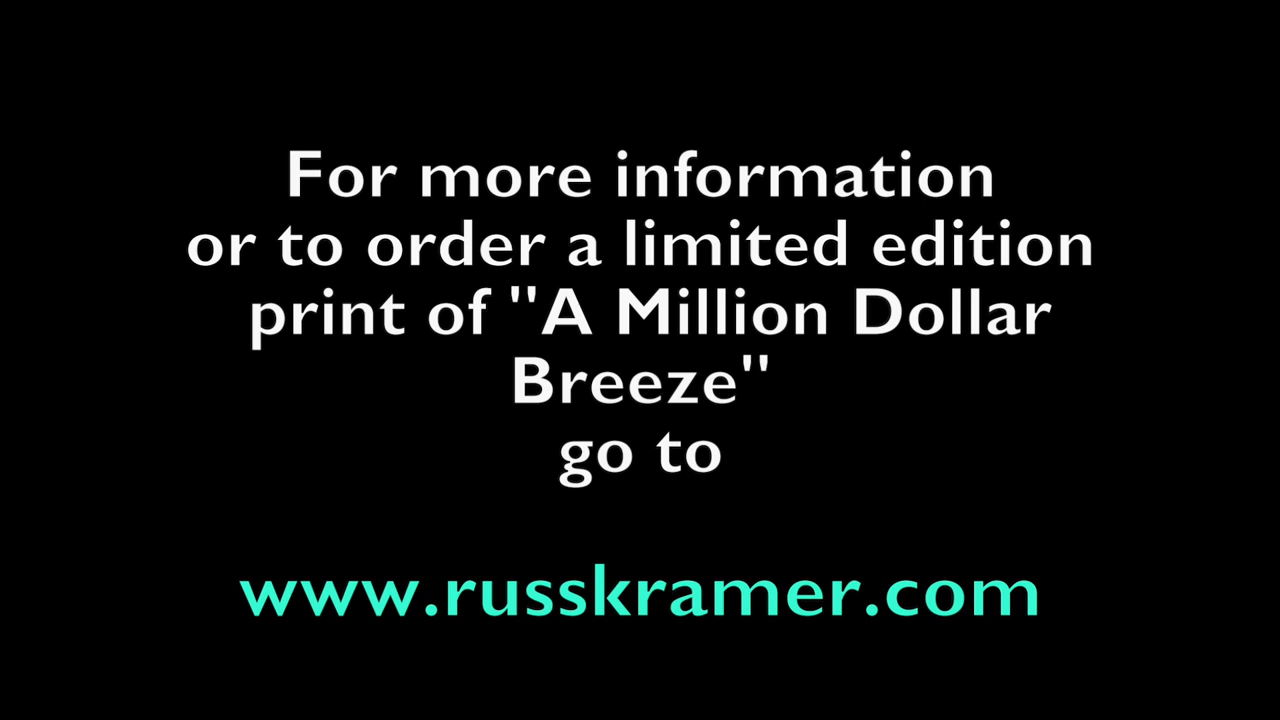 For more information
or to order a limited edition
print of "A Million Dollar
Breeze"
go to
www.russkramer.com